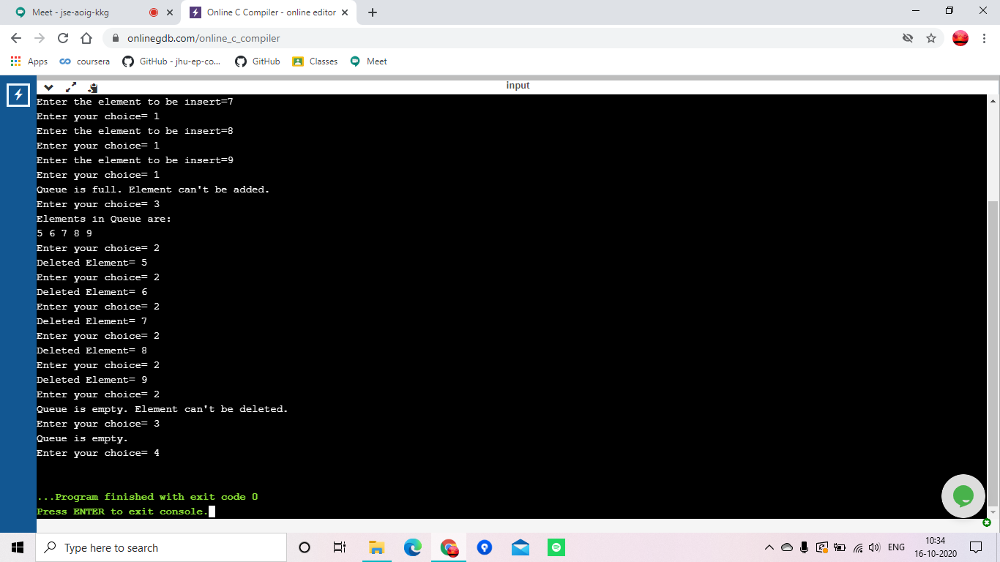 Meet - jse-aoig-kkg
Online C Compiler - online editor
onlinegdb.com/online_c_compiler
Apps
coursera
GitHub - jhu-ep-co...
GitHub
Classes
Meet
input
Enter the element to be insert=7
Enter your choice= 1
Enter the element to be insert=8
Enter your choice= 1
Enter the element to be insert=9
Enter your choice= 1
Queue is full. Element can't be added.
Enter your choice= 3
Elements in Queue are:
5 6 7 8 9
Enter your choice= 2
Deleted Element= 5
Enter your choice= 2
Deleted Element= 6
Enter your choice= 2
Deleted Element= 7
Enter your choice= 2
Deleted Element= 8
Enter your choice= 2
Deleted Element= 9
Enter your choice= 2
Queue is empty. Element can't be deleted.
Enter your choice= 3
Queue is empty.
Enter your choice= 4
...Program finished with exit code 0
Press ENTER to exit console.
Type here to search
ENG
10:34
16-10-2020